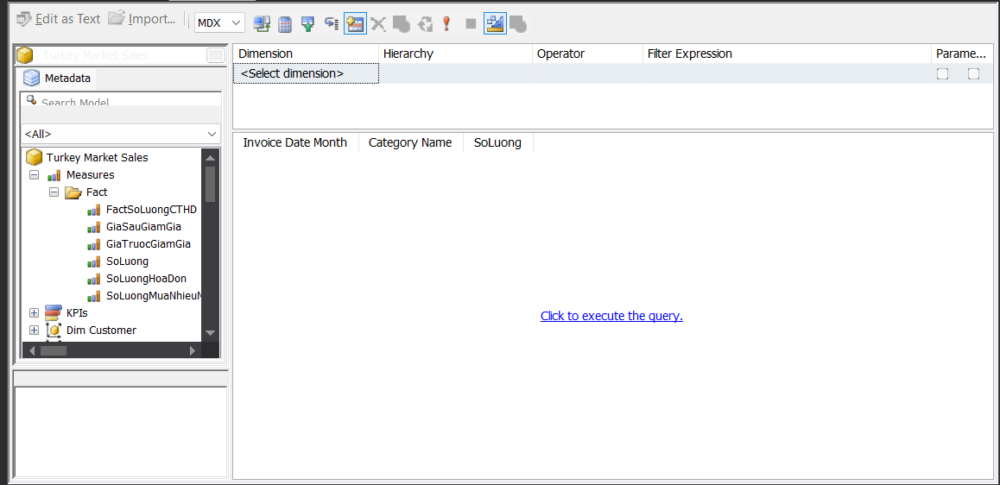 Edit as Text Import... MDX
Turkey Market Sales
Metadata
Search Model
<All>
Turkey Market Sales
Measures
Fact
FactSoLuongCTHD
GiaSauGiamGia
GiaTruocGiamGia
SoLuong
SoLuongHoaDon
SoLuongMuaNhieuN
KPIs
Dim Customer
Dimension Hierarchy Operator Filter Expression Parame...
<Select dimension>
Invoice Date Month Category Name SoLuong
Click to execute the query.